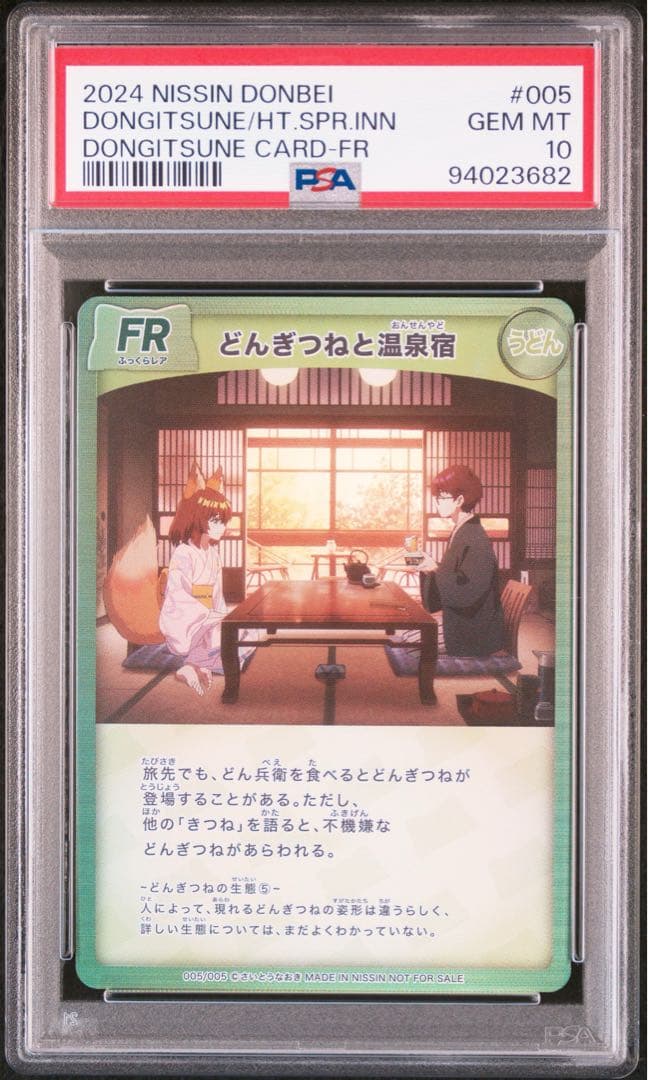 2024 NISSIN DONBEI #005
DONGITSUNE/HT.SPR.INN GEM MT
DONGITSUNE CARD-FR 10
PSA 94023682
FR
ふっくらレア
おんせんやど
どんぎつねと温泉宿
うどん
たびさき べえ た
旅先でも、どん兵衛を食べるとどんぎつねが
とうじょう
登場することがある。ただし、
ほか かた ふきげん
他の「きつね」を語ると、不機嫌な
どんぎつねがあらわれる。
せいたい
~どんぎつねの生態⑤~
ひと あらわ すがたかたち ちが
人によって、現れるどんぎつねの姿形は違うらしく、
くわ せいたい
詳しい生態については、まだよくわかっていない。
005/005 ©さいとうなおき MADE IN NISSIN NOT FOR SALE
PSA